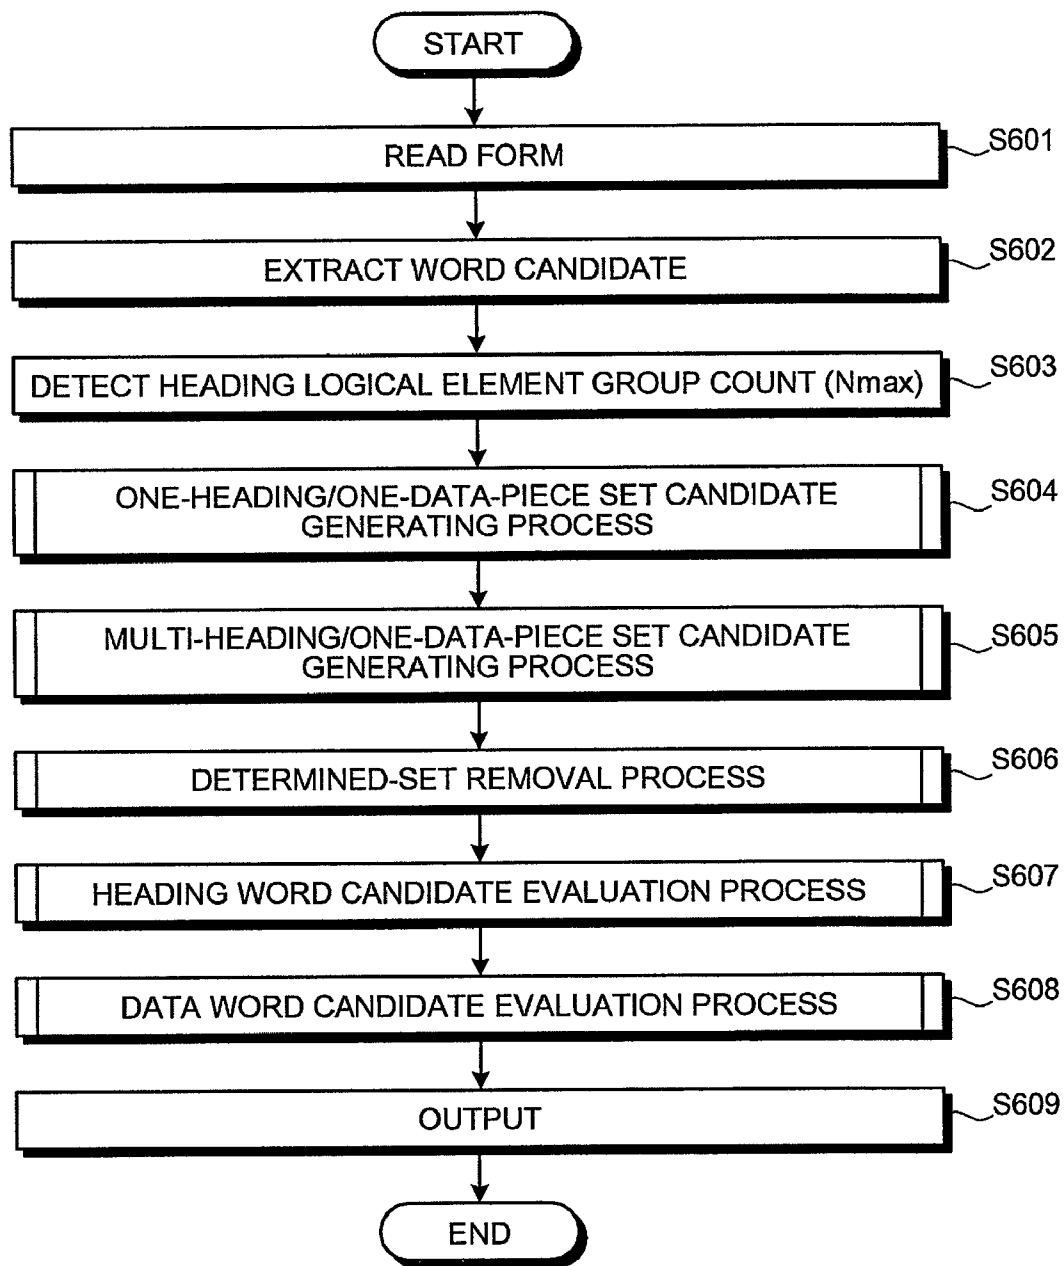 START
READ FORM
S601
EXTRACT WORD CANDIDATE
S602
DETECT HEADING LOGICAL ELEMENT GROUP COUNT (Nmax)
S603
ONE-HEADING/ONE-DATA-PIECE SET CANDIDATE
GENERATING PROCESS
S604
MULTI-HEADING/ONE-DATA-PIECE SET CANDIDATE
GENERATING PROCESS
S605
DETERMINED-SET REMOVAL PROCESS
S606
HEADING WORD CANDIDATE EVALUATION PROCESS
S607
DATA WORD CANDIDATE EVALUATION PROCESS
S608
OUTPUT
S609
END